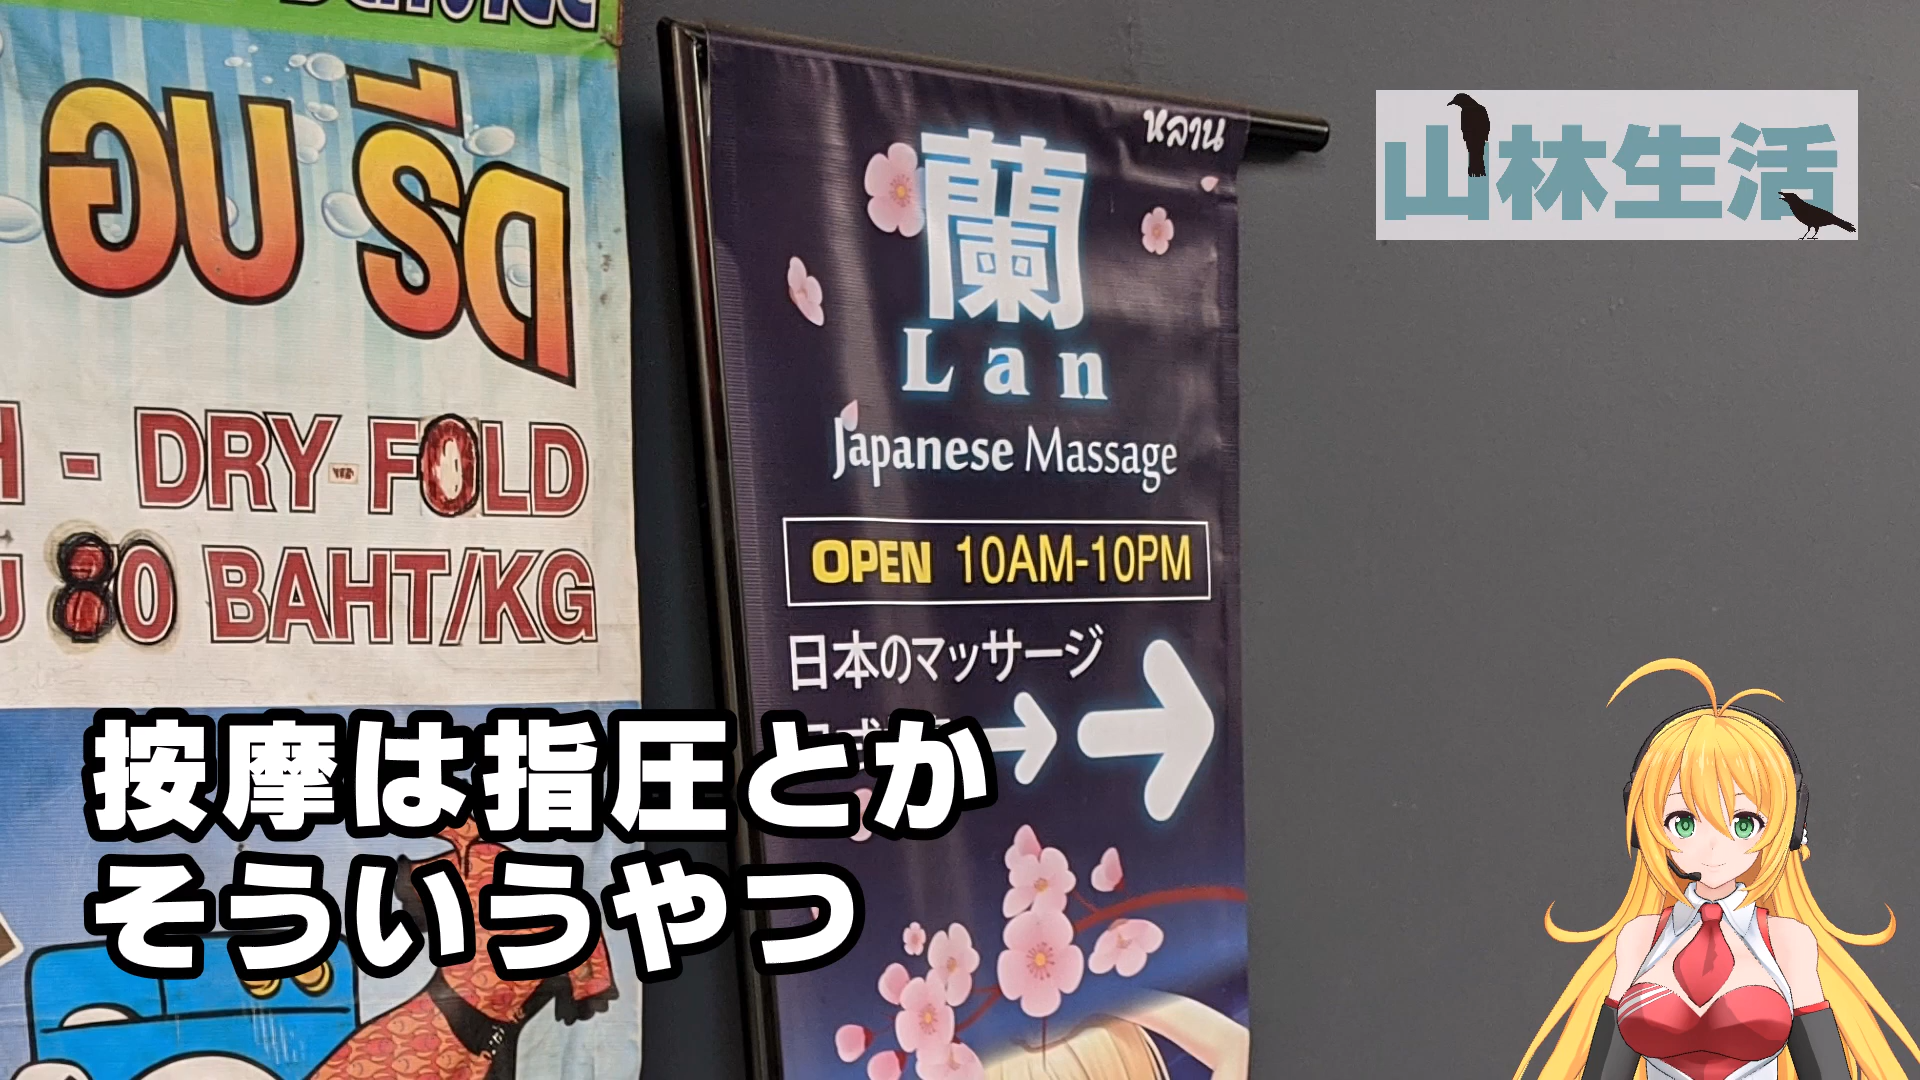 อบ รีด
- DRY-FOLD
80 BAHT/KG
หลาน
蘭
Lan
Japanese Massage
OPEN 10AM-10PM
日本のマッサージ
山林生活
按摩は指圧とか
そういうやつ